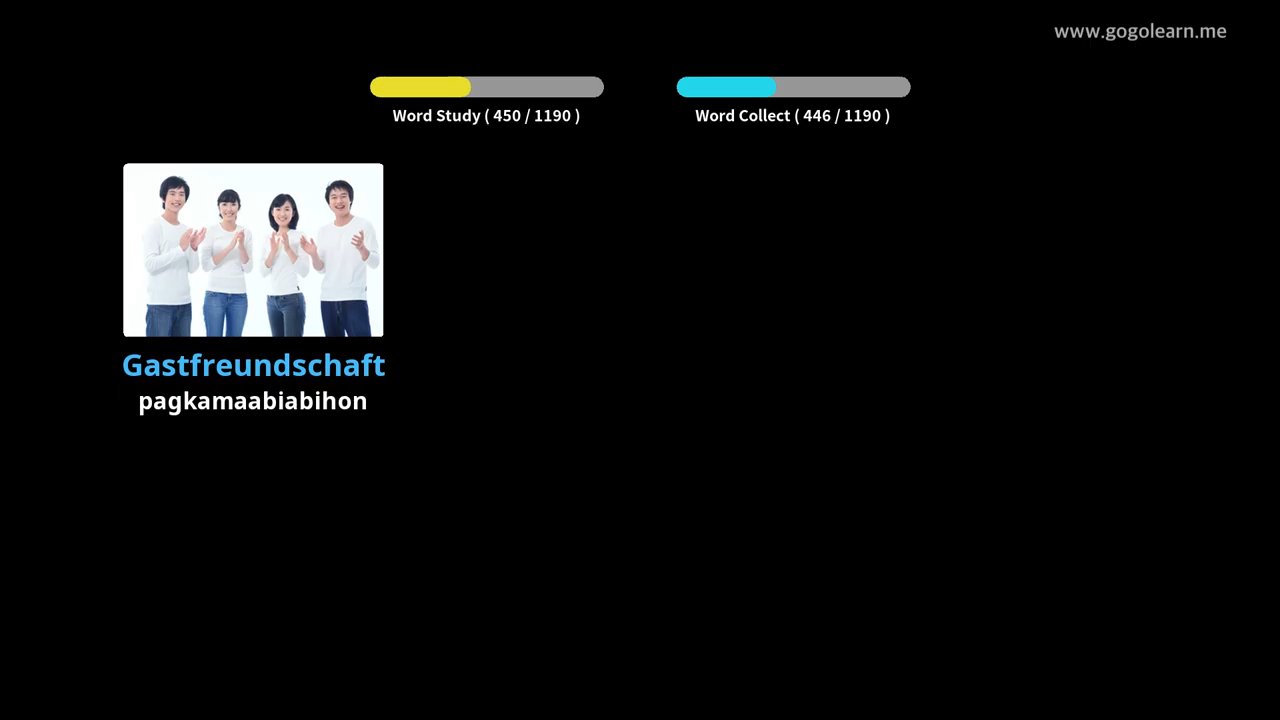 www.gogolearn.me
Word Study ( 450 / 1190 )
Word Collect ( 446 / 1190 )
Gastfreundschaft
pagkamaabiabihon